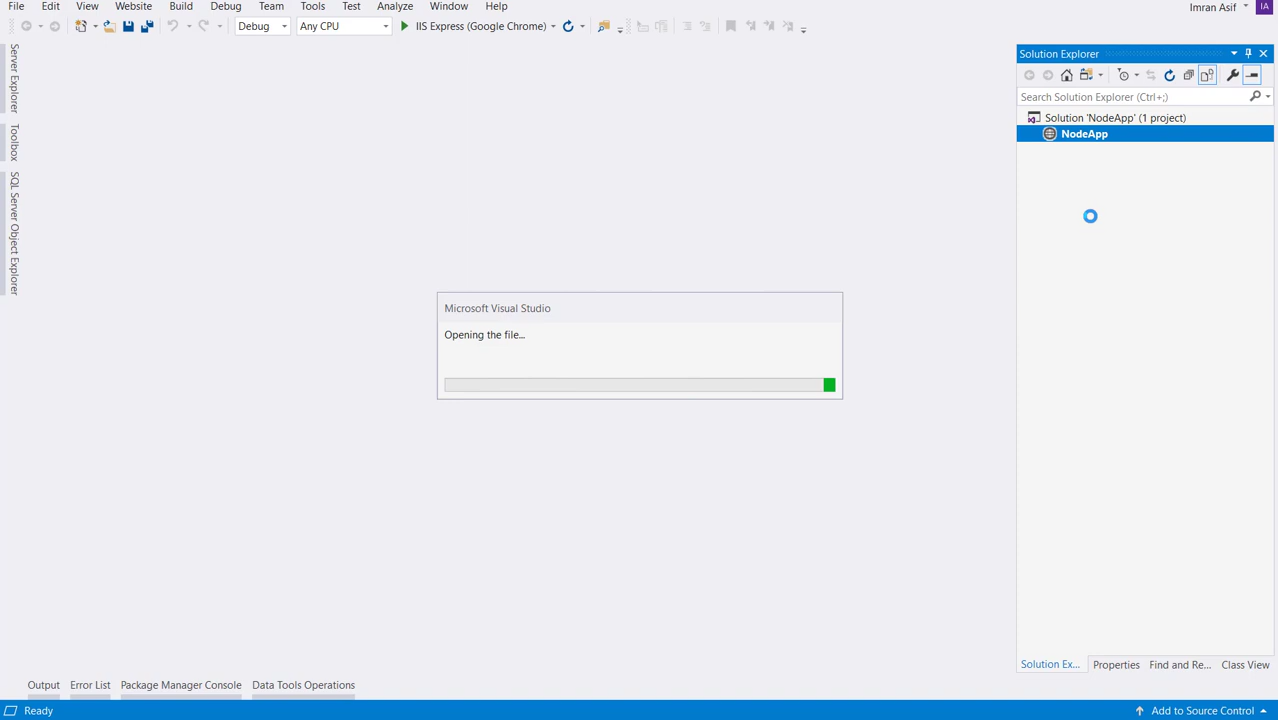 File Edit View Website Build Debug Team Tools Test Analyze Window Help
Imran Asif IA
Debug Any CPU IIS Express (Google Chrome)
Server Explorer
Toolbox
SQL Server Object Explorer
Solution Explorer
Search Solution Explorer (Ctrl+;)
Solution 'NodeApp' (1 project)
NodeApp
Microsoft Visual Studio
Opening the file...
Solution Ex... Properties Find and Re... Class View
Output Error List Package Manager Console Data Tools Operations
Ready
Add to Source Control